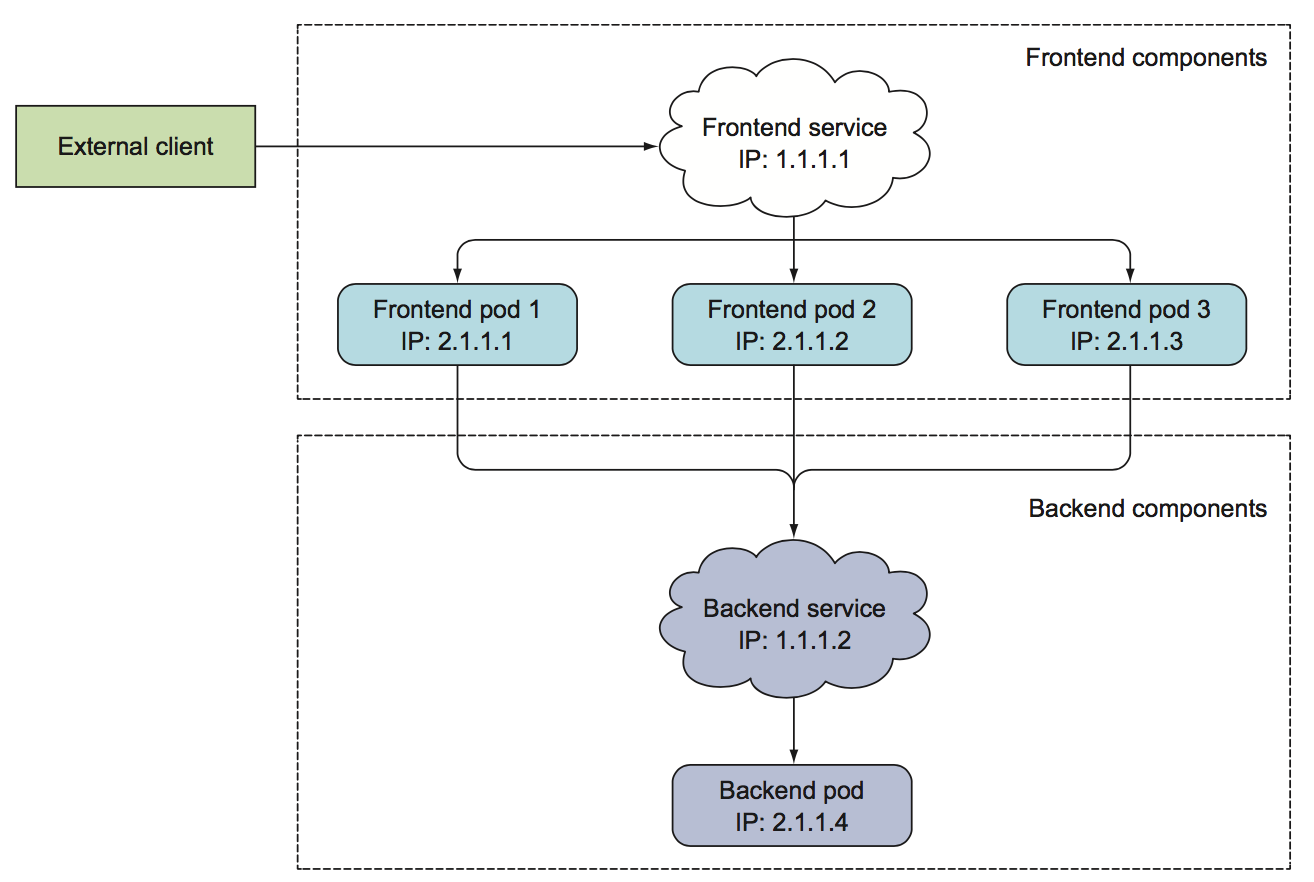 Frontend components
External client
Frontend service
IP: 1.1.1.1
Frontend pod 1
IP: 2.1.1.1
Frontend pod 2
IP: 2.1.1.2
Frontend pod 3
IP: 2.1.1.3
Backend components
Backend service
IP: 1.1.1.2
Backend pod
IP: 2.1.1.4